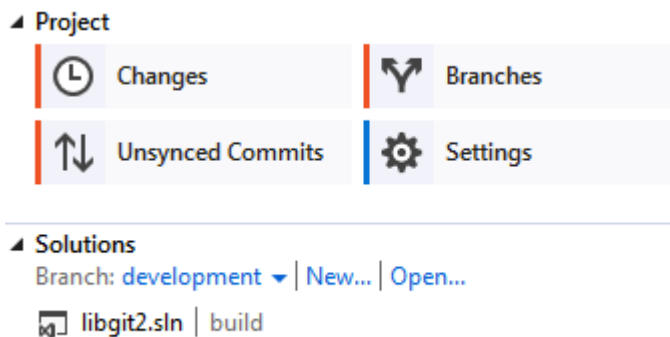 Project
Changes
Branches
Unsynced Commits
Settings
Solutions
Branch: development | New... | Open...
libgit2.sln | build